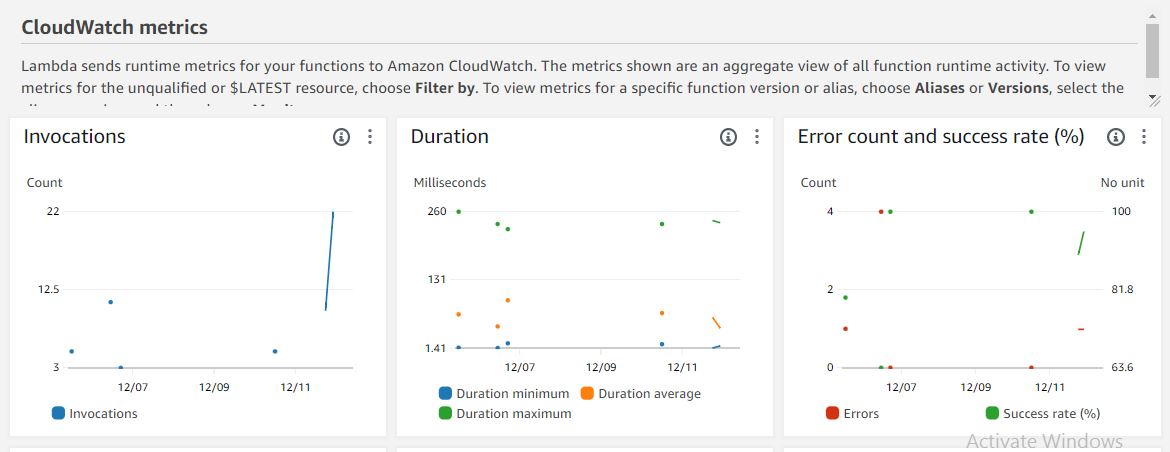 CloudWatch metrics
Lambda sends runtime metrics for your functions to Amazon CloudWatch. The metrics shown are an aggregate view of all function runtime activity. To view
metrics for the unqualified or $LATEST resource, choose Filter by. To view metrics for a specific function version or alias, choose Aliases or Versions, select the
Invocations
Count
22
12.5
3
12/07 12/09 12/11
Invocations
Duration
Milliseconds
260
131
1.41
12/07 12/09 12/11
Duration minimum Duration average
Duration maximum
Error count and success rate (%)
Count No unit
4 100
2 81.8
0 63.6
12/07 12/09 12/11
Errors Success rate (%)
Activate Windows